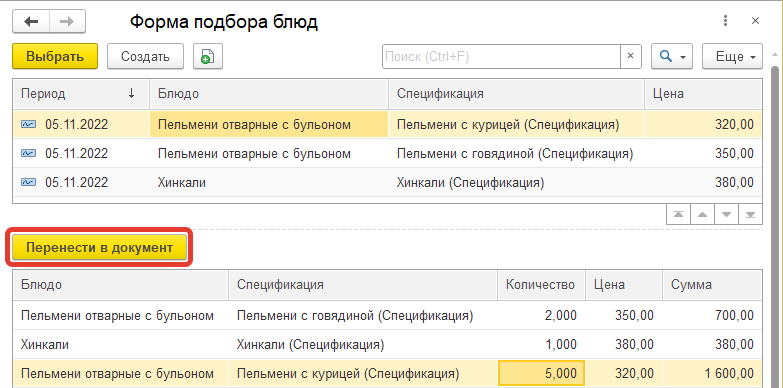 Форма подбора блюд
Выбрать Создать Поиск (Ctrl+F) × Еще
Период ↓ Блюдо Спецификация Цена
05.11.2022 Пельмени отварные с бульоном Пельмени с курицей (Спецификация) 320,00
05.11.2022 Пельмени отварные с бульоном Пельмени с говядиной (Спецификация) 350,00
05.11.2022 Хинкали Хинкали (Спецификация) 380,00
Перенести в документ
Блюдо Спецификация Количество Цена Сумма
Пельмени отварные с бульоном Пельмени с говядиной (Спецификация) 2,000 350,00 700,00
Хинкали Хинкали (Спецификация) 1,000 380,00 380,00
Пельмени отварные с бульоном Пельмени с курицей (Спецификация) 5,000 320,00 1 600,00